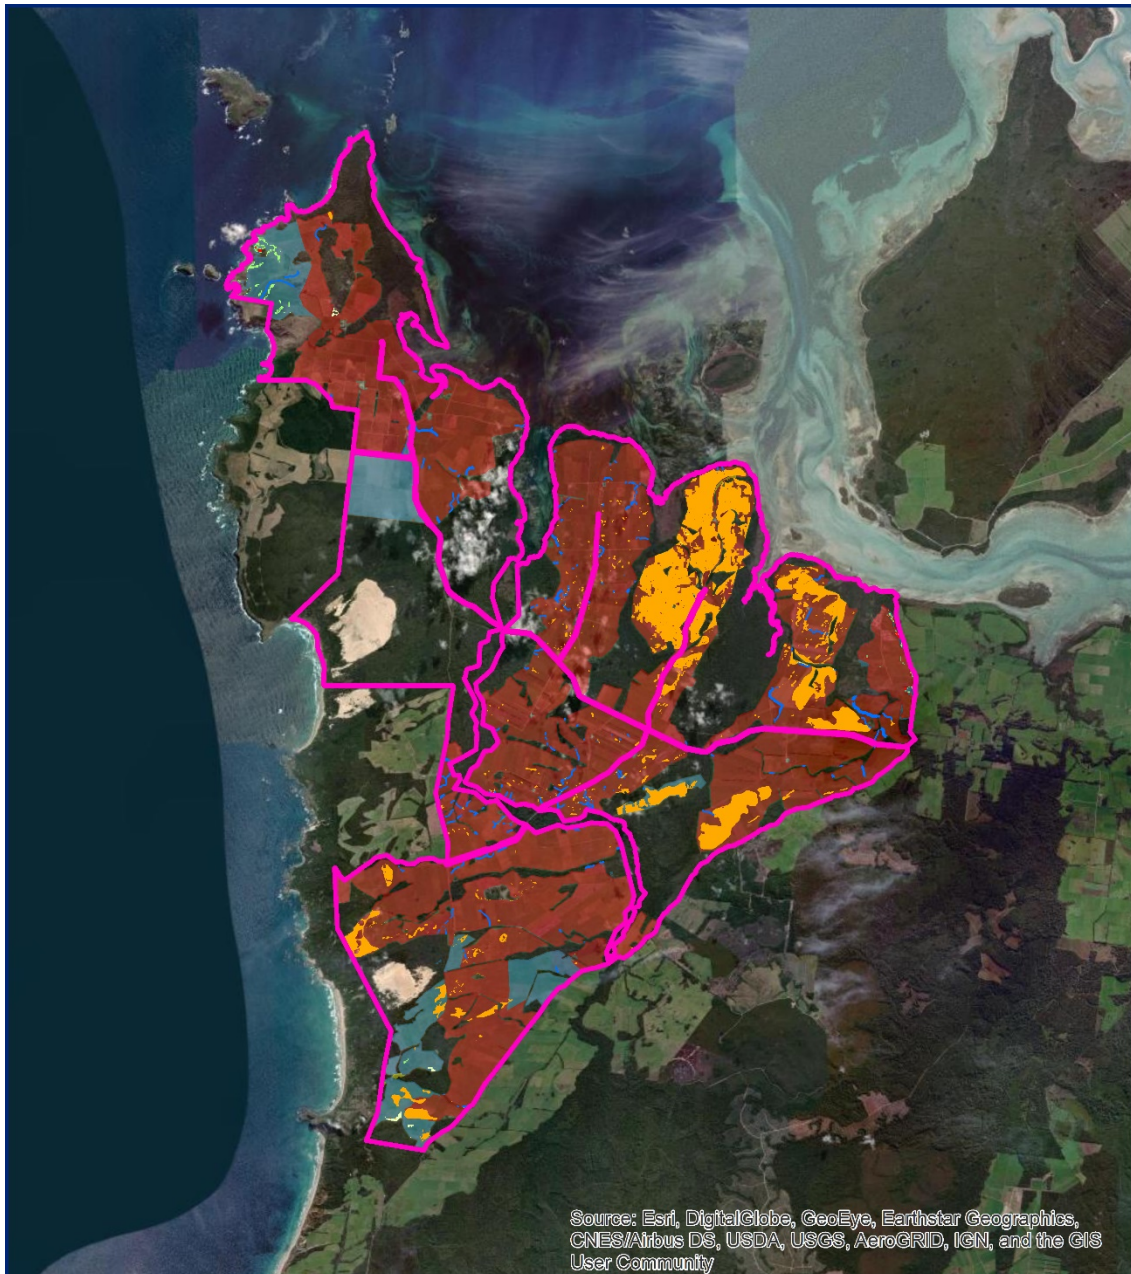 Source: Esri, DigitalGlobe, GeoEye, Earthstar Geographics,
CNES/Airbus DS, USDA, USGS, AeroGRID, IGN, and the GIS
User Community